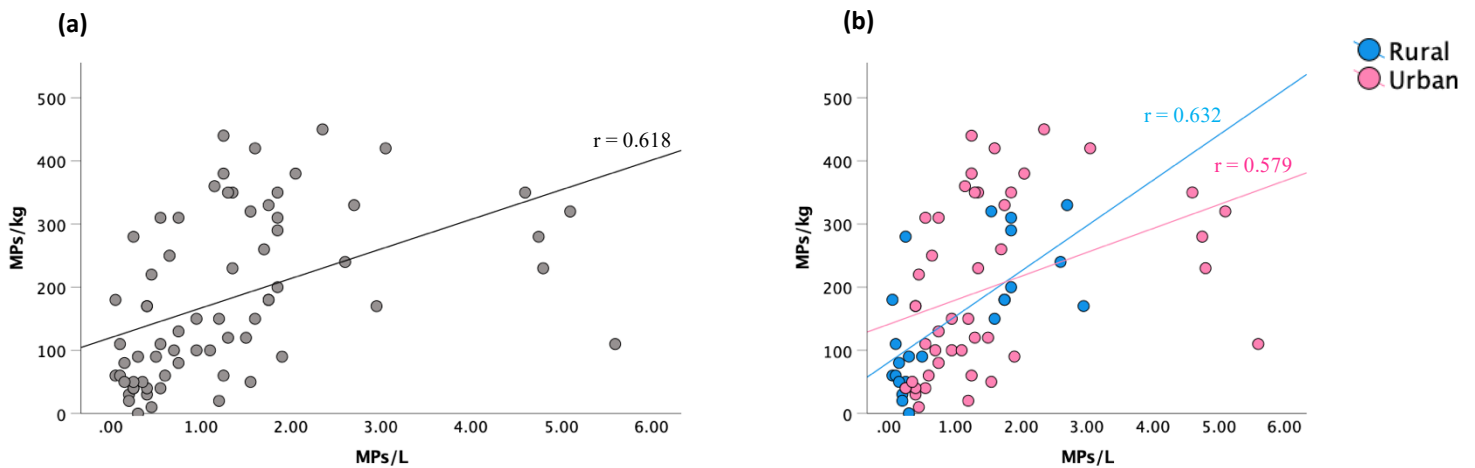 (a)
MPs/kg
500
400
300
200
100
0
r = 0.618
.00 1.00 2.00 3.00 4.00 5.00 6.00
MPs/L
(b)
MPs/kg
500
400
300
200
100
0
r = 0.632
r = 0.579
.00 1.00 2.00 3.00 4.00 5.00 6.00
MPs/L
Rural
Urban